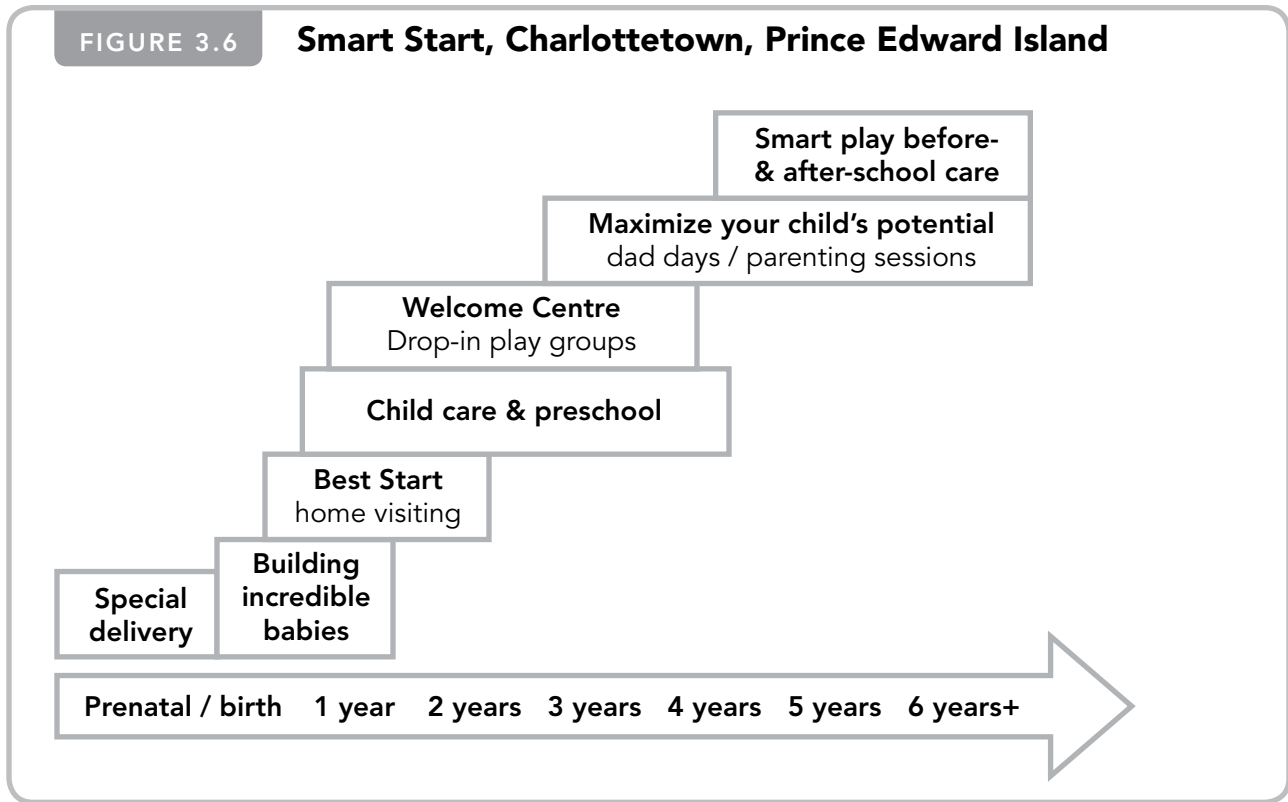 FIGURE 3.6
Smart Start, Charlottetown, Prince Edward Island
Smart play before-
& after-school care
Maximize your child’s potential
dad days / parenting sessions
Welcome Centre
Drop-in play groups
Child care & preschool
Best Start
home visiting
Building
incredible
babies
Special
delivery
Prenatal / birth 1 year 2 years 3 years 4 years 5 years 6 years+